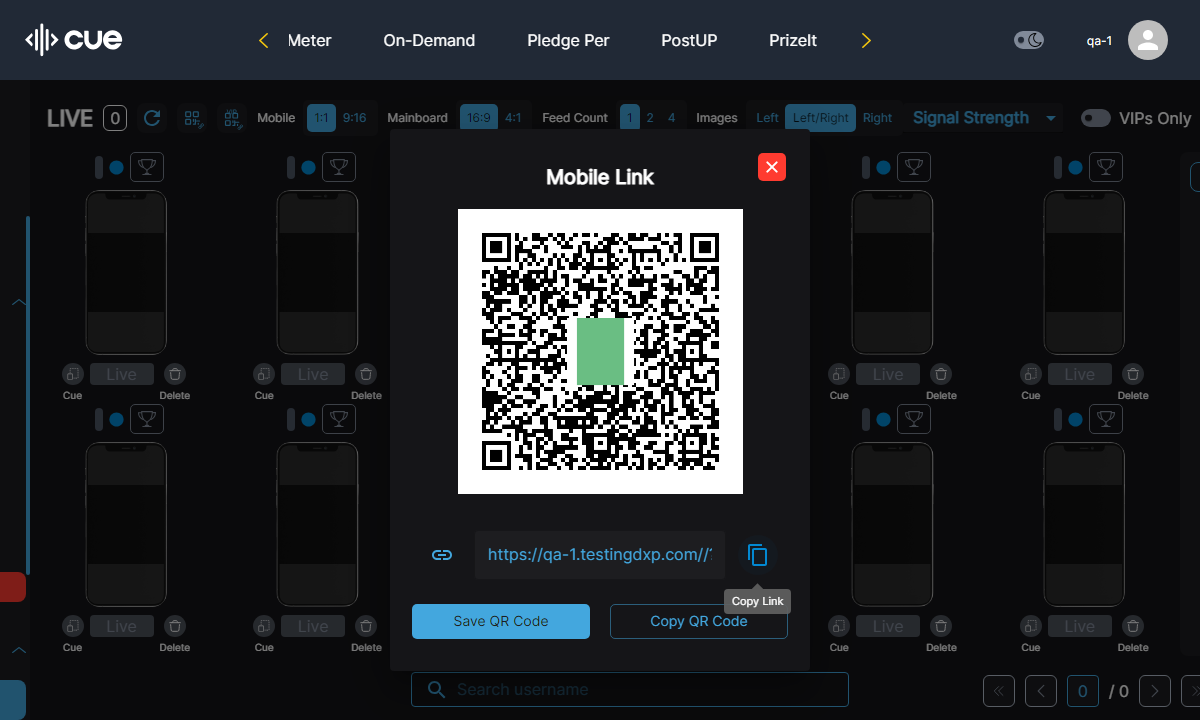 cue
Meter On-Demand Pledge Per PostUP PrizeIt
qa-1
LIVE 0 Mobile 1:1 9:16 Mainboard 16:9 4:1 Feed Count 1 2 4 Images Left Left/Right Right Signal Strength VIPs Only
Mobile Link
Live Live Live Live
Cue Delete Cue Delete Cue Delete Cue Delete
https://qa-1.testingdxp.com//
Copy Link
Save QR Code Copy QR Code
Live Live Live Live
Cue Delete Cue Delete Cue Delete Cue Delete
Search username
0 / 0